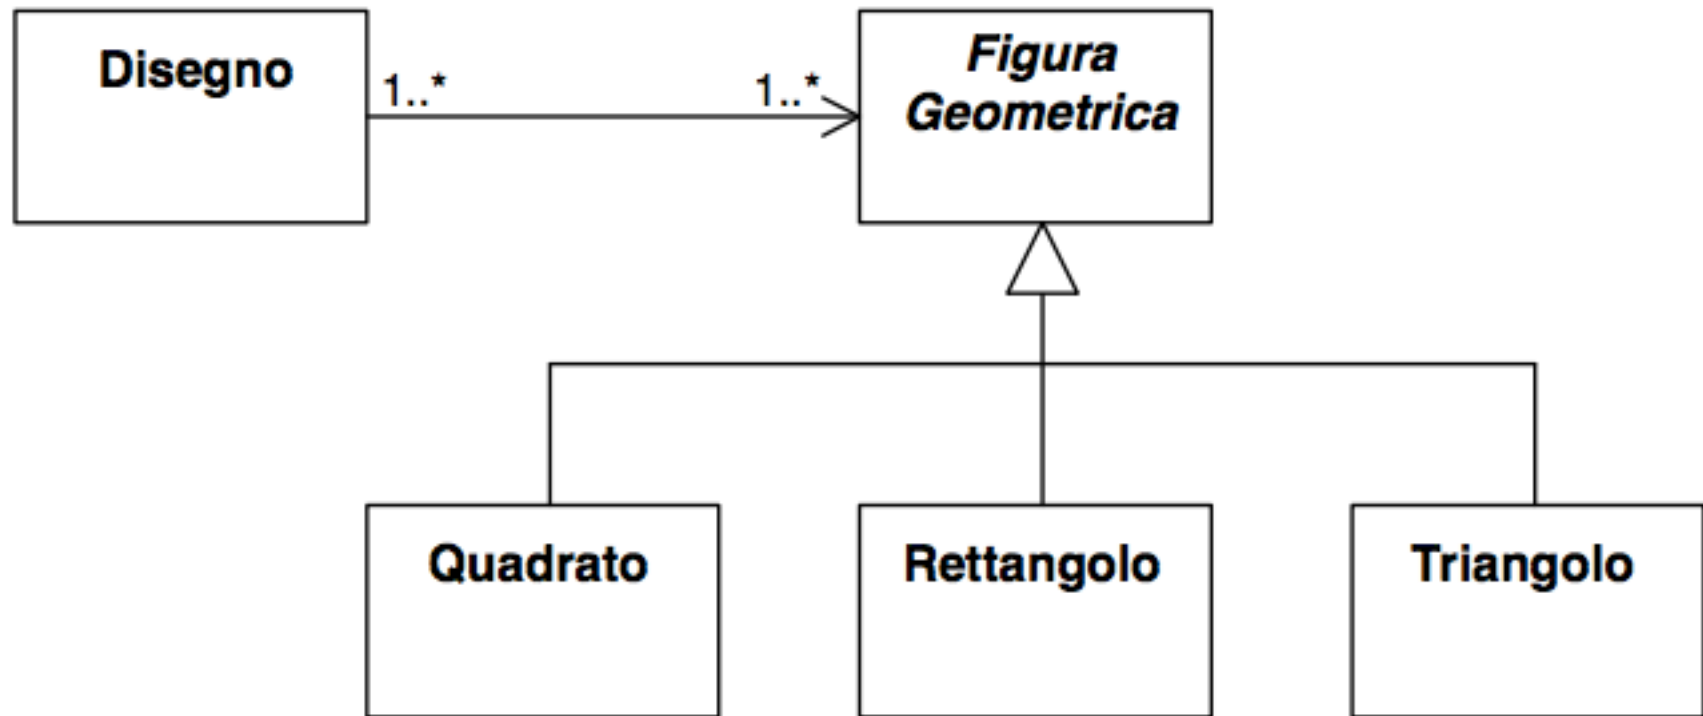 Disegno
1..*
1..*
Figura
Geometrica
Quadrato
Rettangolo
Triangolo